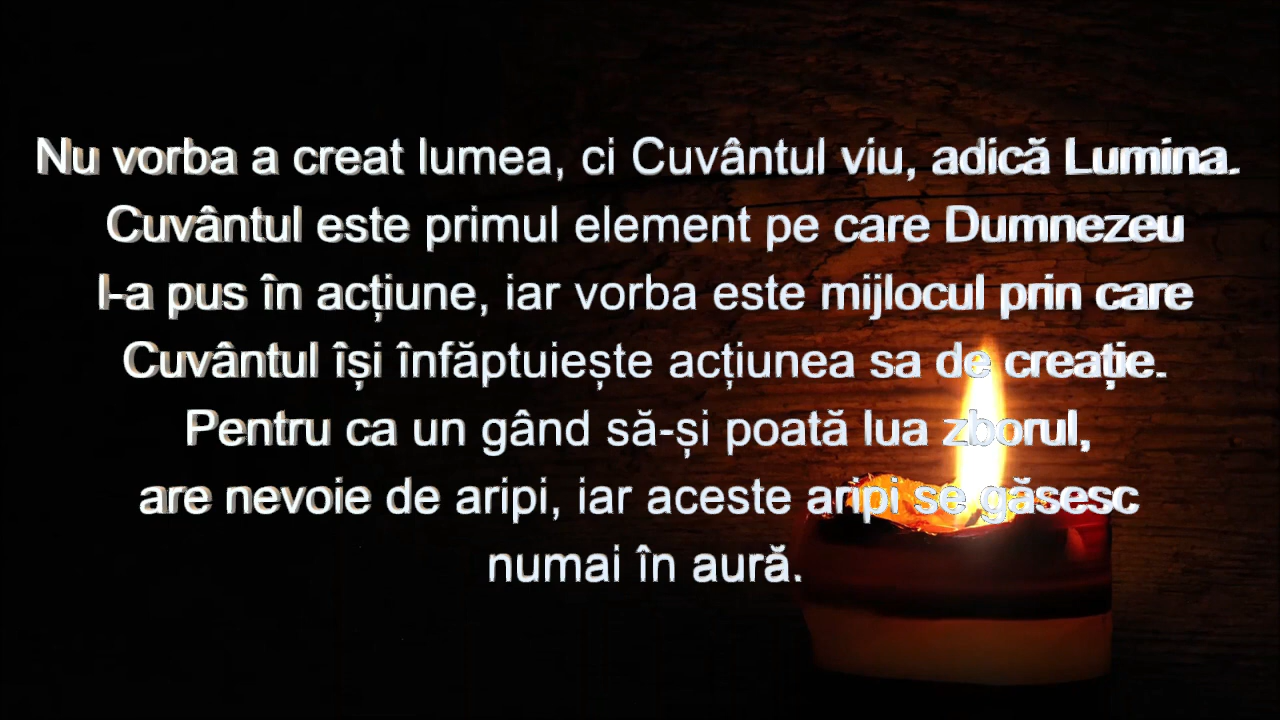 Nu vorba a creat lumea, ci Cuvântul viu, adică Lumina.
Cuvântul este primul element pe care Dumnezeu
l-a pus în acțiune, iar vorba este mijlocul prin care
Cuvântul își înfăptuiește acțiunea sa de creație.
Pentru ca un gând să-și poată lua zborul,
are nevoie de aripi, iar aceste aripi se găsesc
numai în aură.